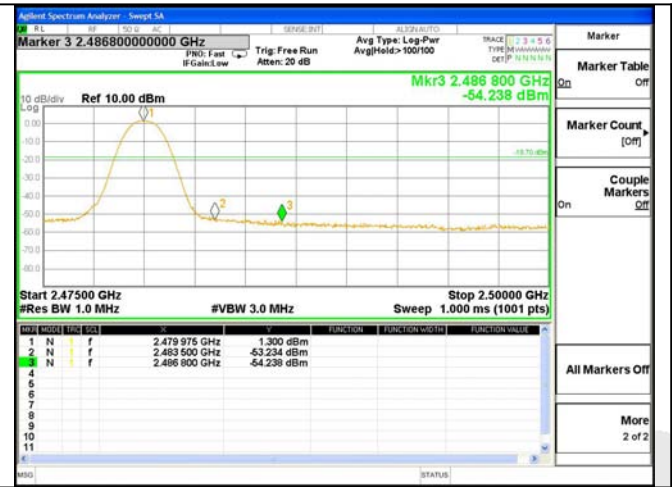 Agilent Spectrum Analyzer - Swept SA
RL RF 50 Ω AC SENSE:INT ALIGN AUTO
Marker 3 2.486800000000 GHz
PNO: Fast
IFGain:Low
Trig: Free Run
Atten: 20 dB
Avg Type: Log-Pwr
Avg|Hold:> 100/100
TRACE 1 2 3 4 5 6
TYPE M
DET P N N N N N
Mkr3 2.486 800 GHz
-54.238 dBm
10 dB/div Ref 10.00 dBm
Log
0.00
-10.0
-20.0
-30.0
-40.0
-50.0
-60.0
-70.0
-80.0
1
2
3
-18.70 dBm
Start 2.47500 GHz Stop 2.50000 GHz
#Res BW 1.0 MHz #VBW 3.0 MHz Sweep 1.000 ms (1001 pts)
MKR MODE TRC SCL X Y FUNCTION FUNCTION WIDTH FUNCTION VALUE
1 N 1 f 2.479 975 GHz 1.300 dBm
2 N 1 f 2.483 500 GHz -53.234 dBm
3 N 1 f 2.486 800 GHz -54.238 dBm
4
5
6
7
8
9
10
11
MSG STATUS
Marker
Marker Table
On Off
Marker Count
[Off]
Couple
Markers
On Off
All Markers Off
More
2 of 2